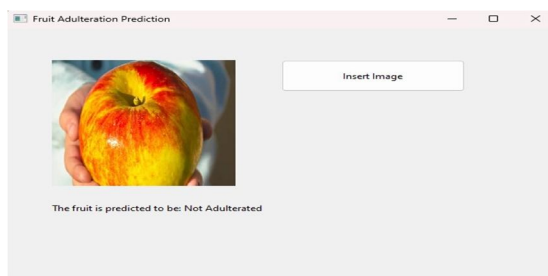 Fruit Adulteration Prediction
Insert Image
The fruit is predicted to be: Not Adulterated